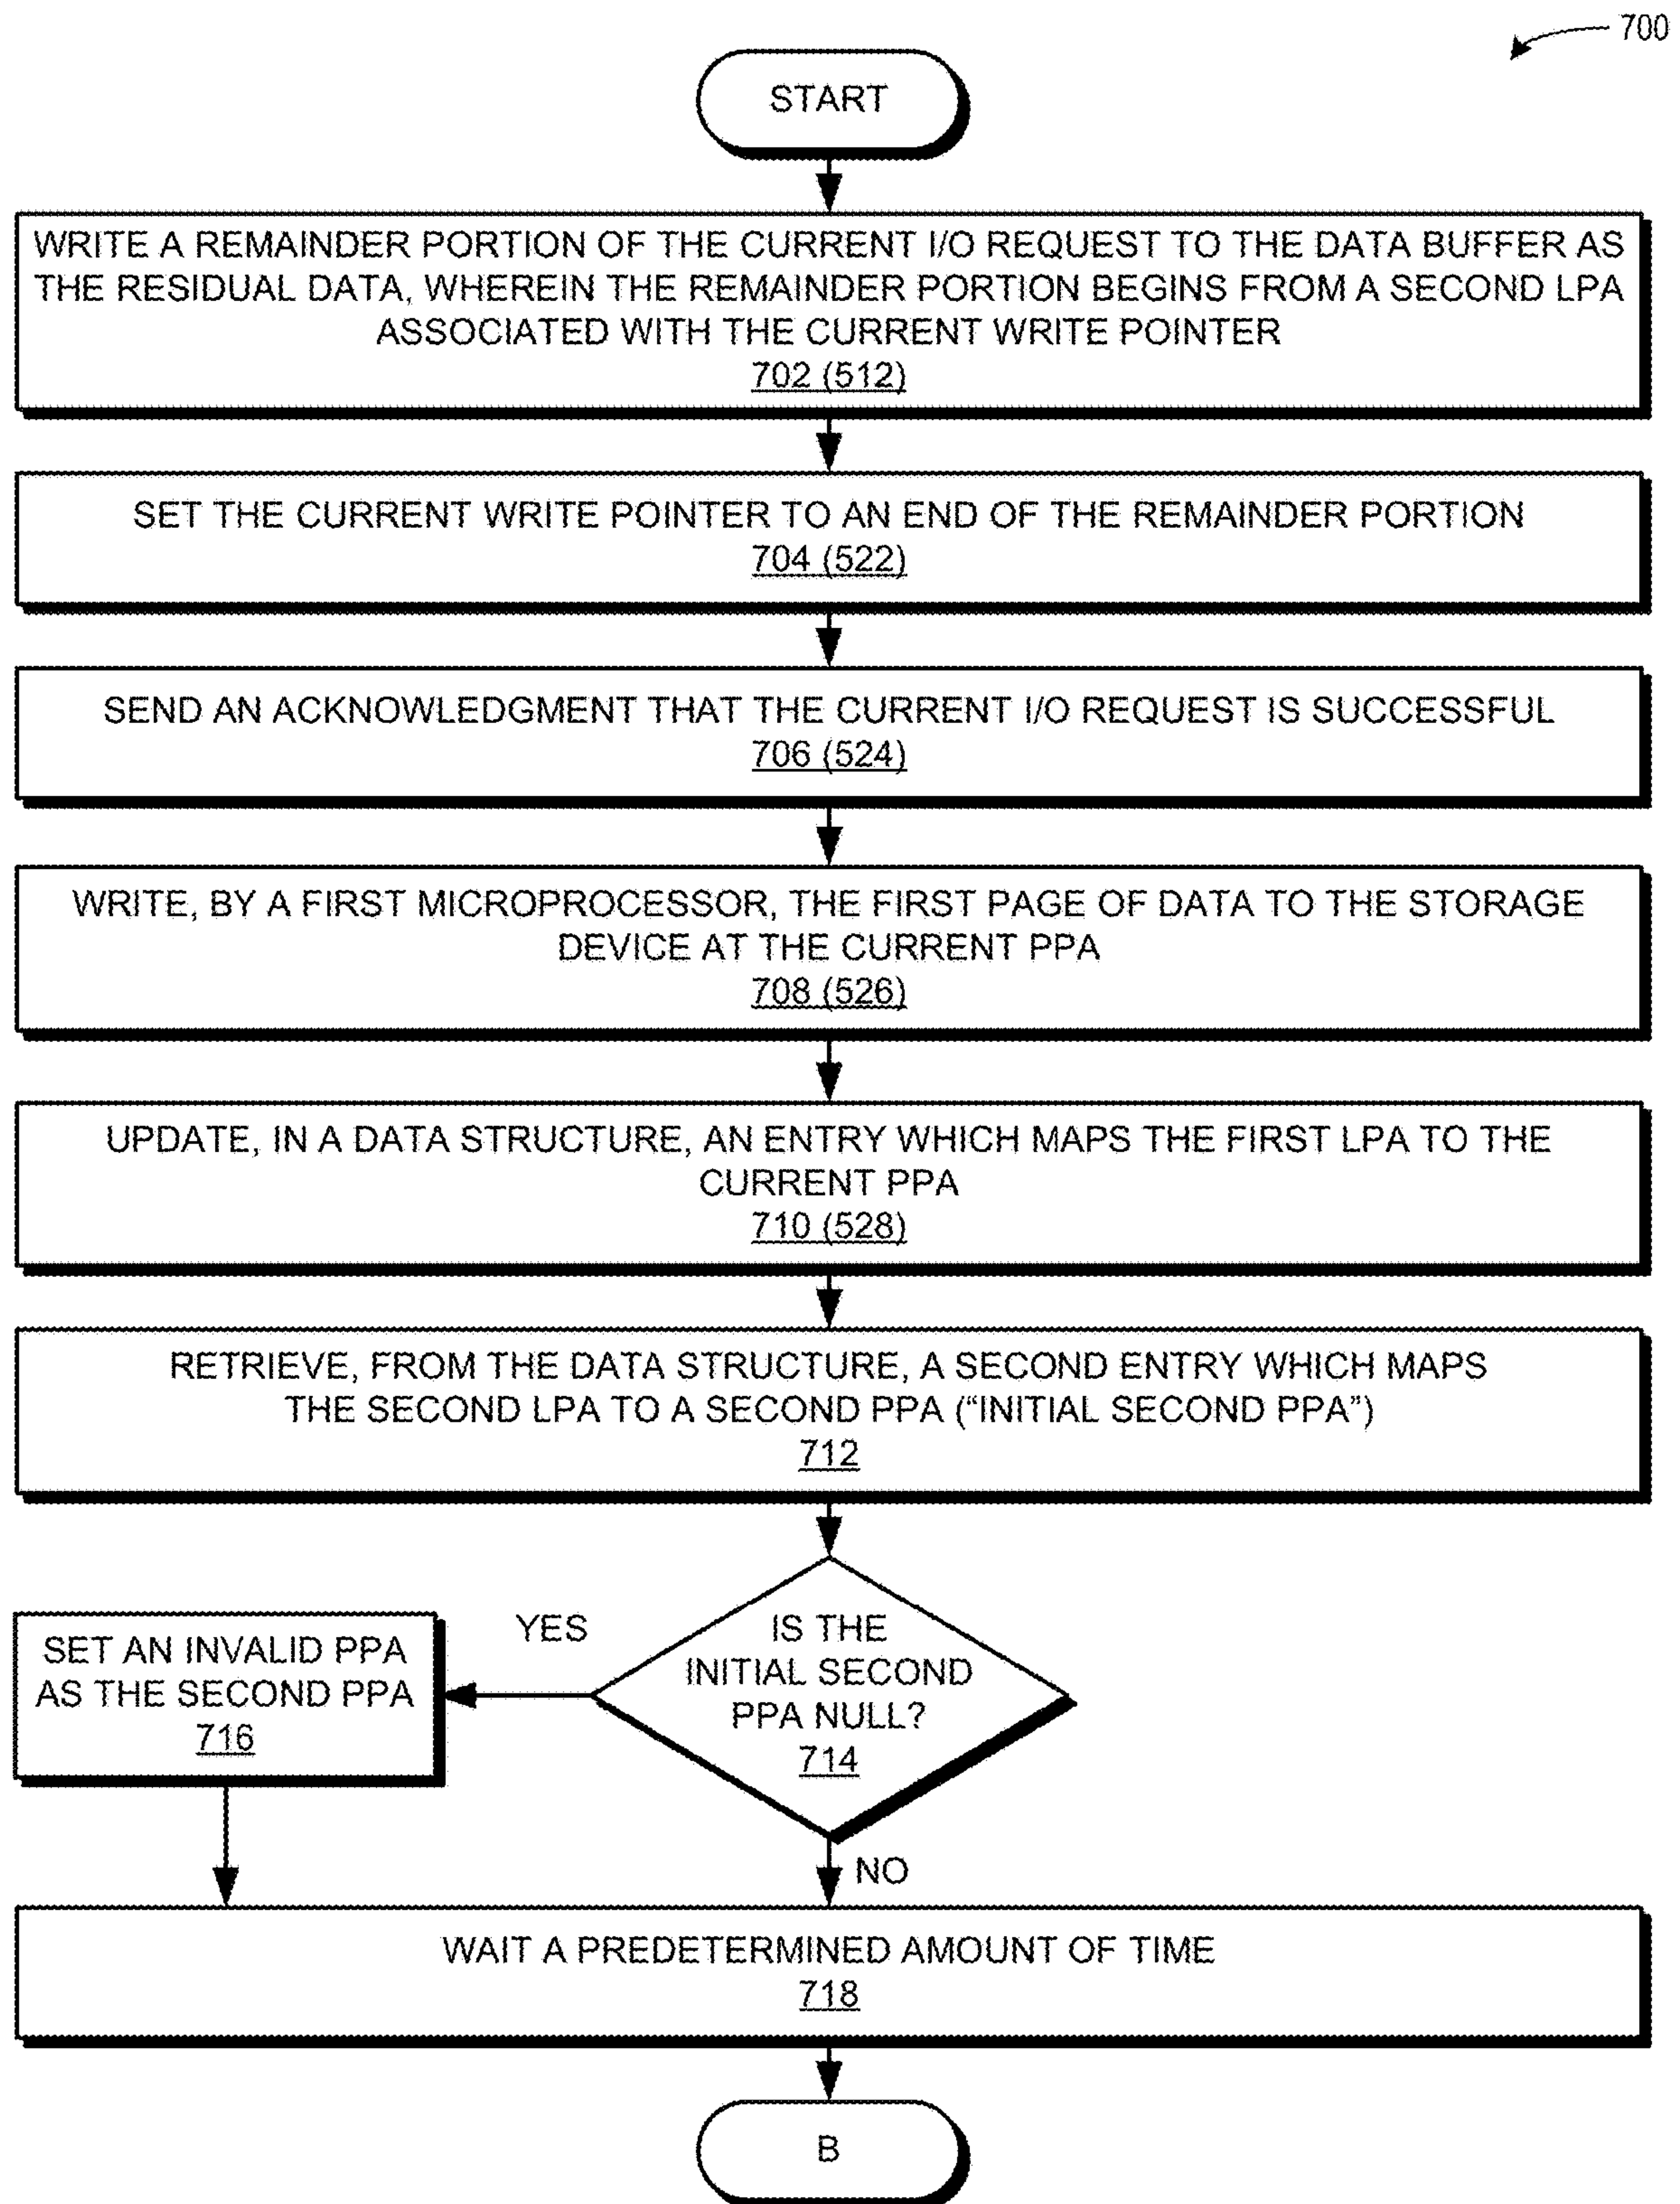 700
START
WRITE A REMAINDER PORTION OF THE CURRENT I/O REQUEST TO THE DATA BUFFER AS
THE RESIDUAL DATA, WHEREIN THE REMAINDER PORTION BEGINS FROM A SECOND LPA
ASSOCIATED WITH THE CURRENT WRITE POINTER
702 (512)
SET THE CURRENT WRITE POINTER TO AN END OF THE REMAINDER PORTION
704 (522)
SEND AN ACKNOWLEDGMENT THAT THE CURRENT I/O REQUEST IS SUCCESSFUL
706 (524)
WRITE, BY A FIRST MICROPROCESSOR, THE FIRST PAGE OF DATA TO THE STORAGE
DEVICE AT THE CURRENT PPA
708 (526)
UPDATE, IN A DATA STRUCTURE, AN ENTRY WHICH MAPS THE FIRST LPA TO THE
CURRENT PPA
710 (528)
RETRIEVE, FROM THE DATA STRUCTURE, A SECOND ENTRY WHICH MAPS
THE SECOND LPA TO A SECOND PPA (“INITIAL SECOND PPA”)
712
IS THE
INITIAL SECOND
PPA NULL?
714
YES
SET AN INVALID PPA
AS THE SECOND PPA
716
NO
WAIT A PREDETERMINED AMOUNT OF TIME
718
B